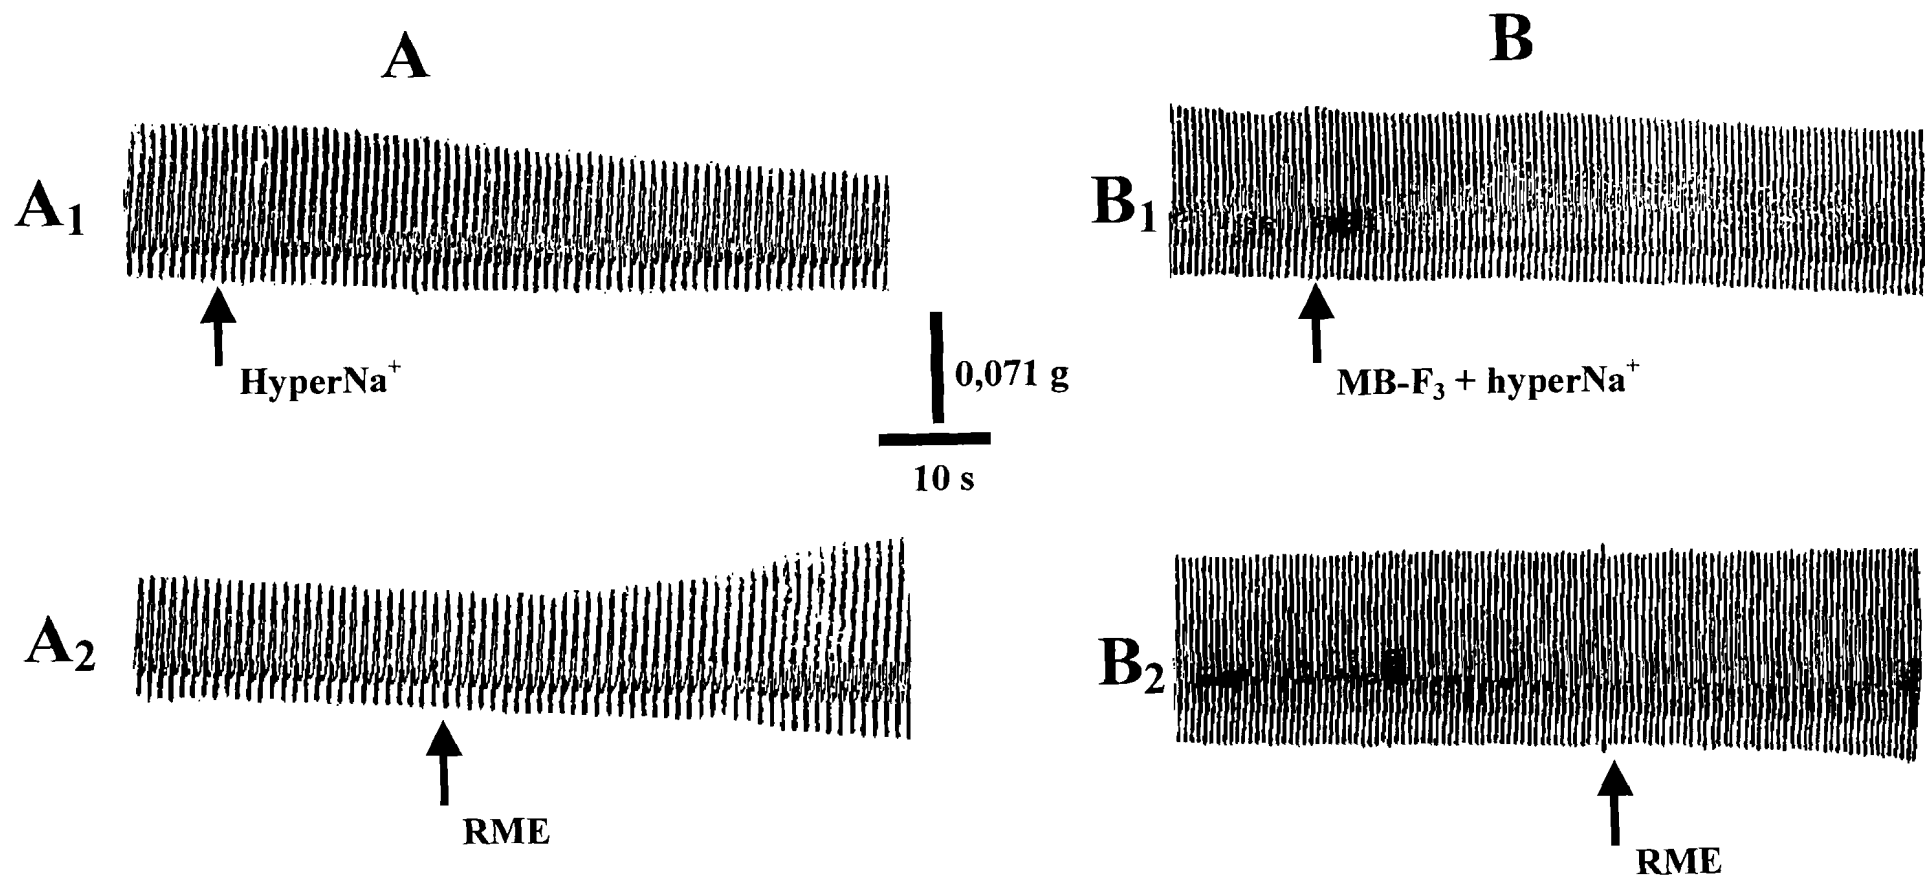 A
B
A₁
B₁
HyperNa⁺
0,071 g
MB-F₃ + hyperNa⁺
10 s
A₂
B₂
RME
RME